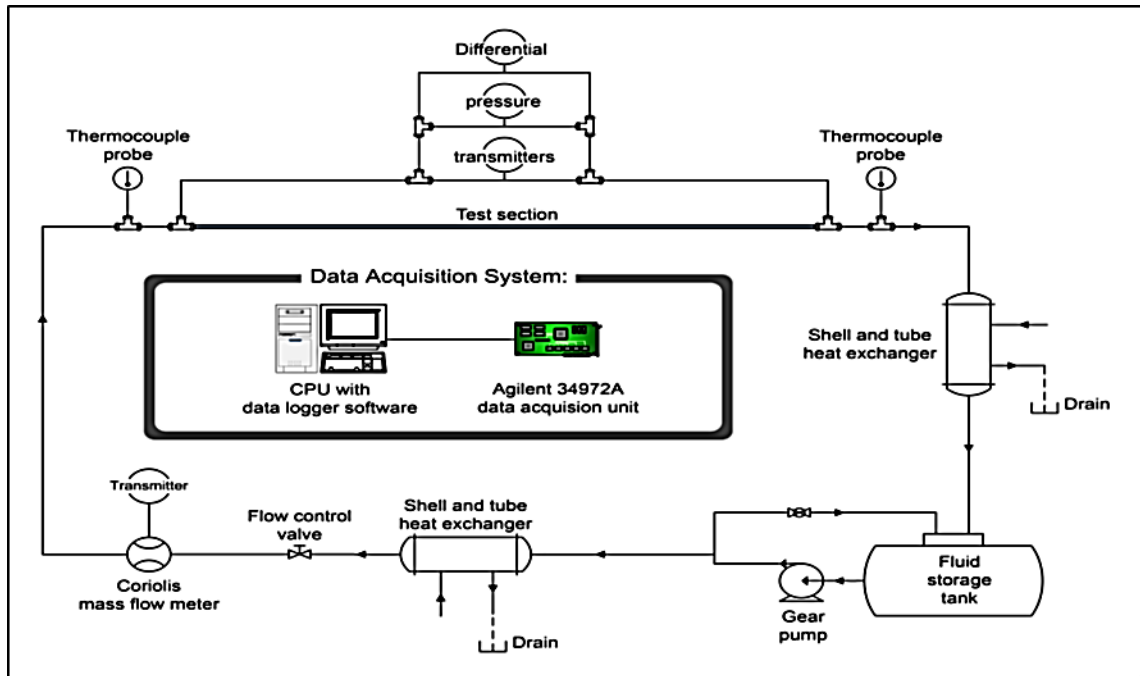 Differential
pressure
transmitters
Thermocouple
probe
Thermocouple
probe
Test section
Data Acquisition System:
CPU with
data logger software
Agilent 34972A
data acquision unit
Shell and tube
heat exchanger
Drain
Transmitter
Coriolis
mass flow meter
Flow control
valve
Shell and tube
heat exchanger
Drain
Gear
pump
Fluid
storage
tank